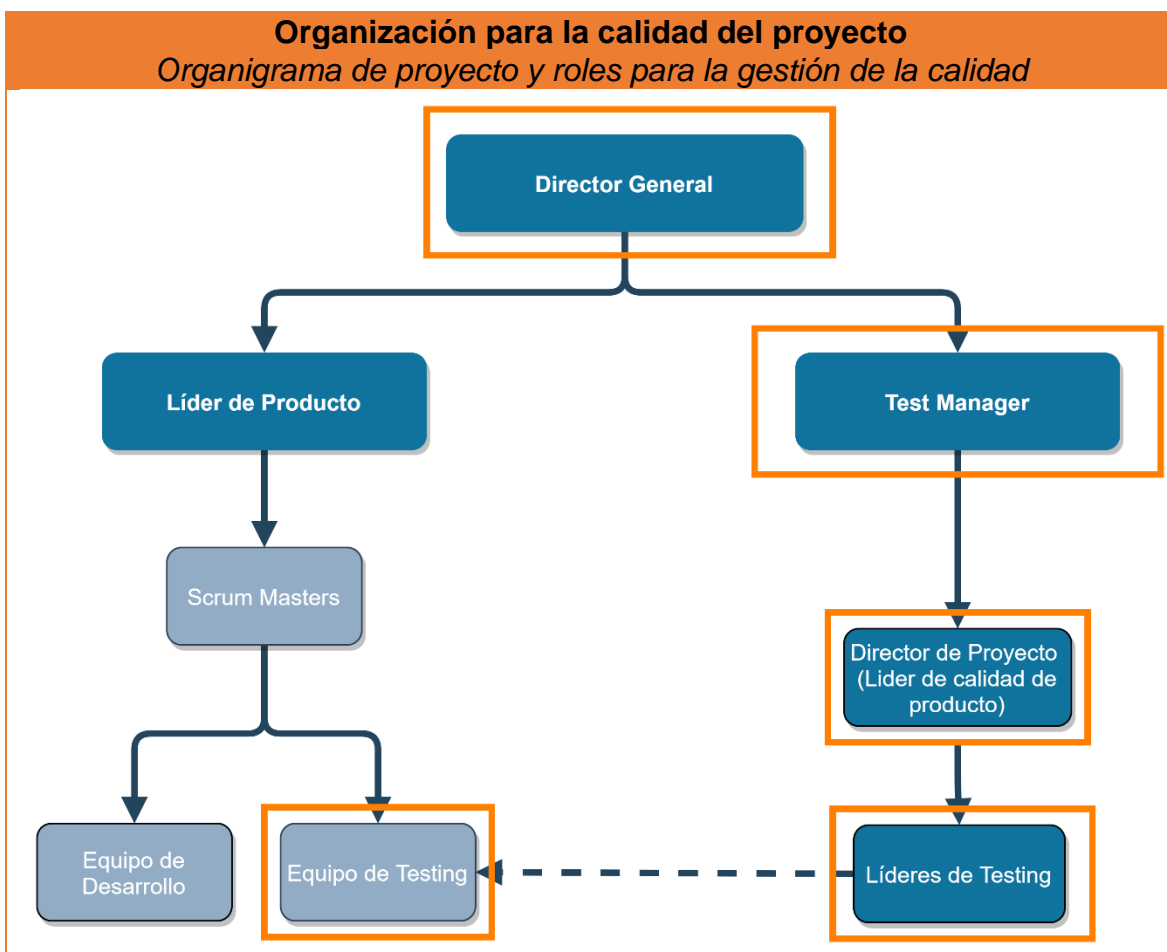 Organización para la calidad del proyecto
Organigrama de proyecto y roles para la gestión de la calidad
Director General
Líder de Producto
Test Manager
Scrum Masters
Director de Proyecto
(Lider de calidad de
producto)
Equipo de
Desarrollo
Equipo de Testing
Líderes de Testing